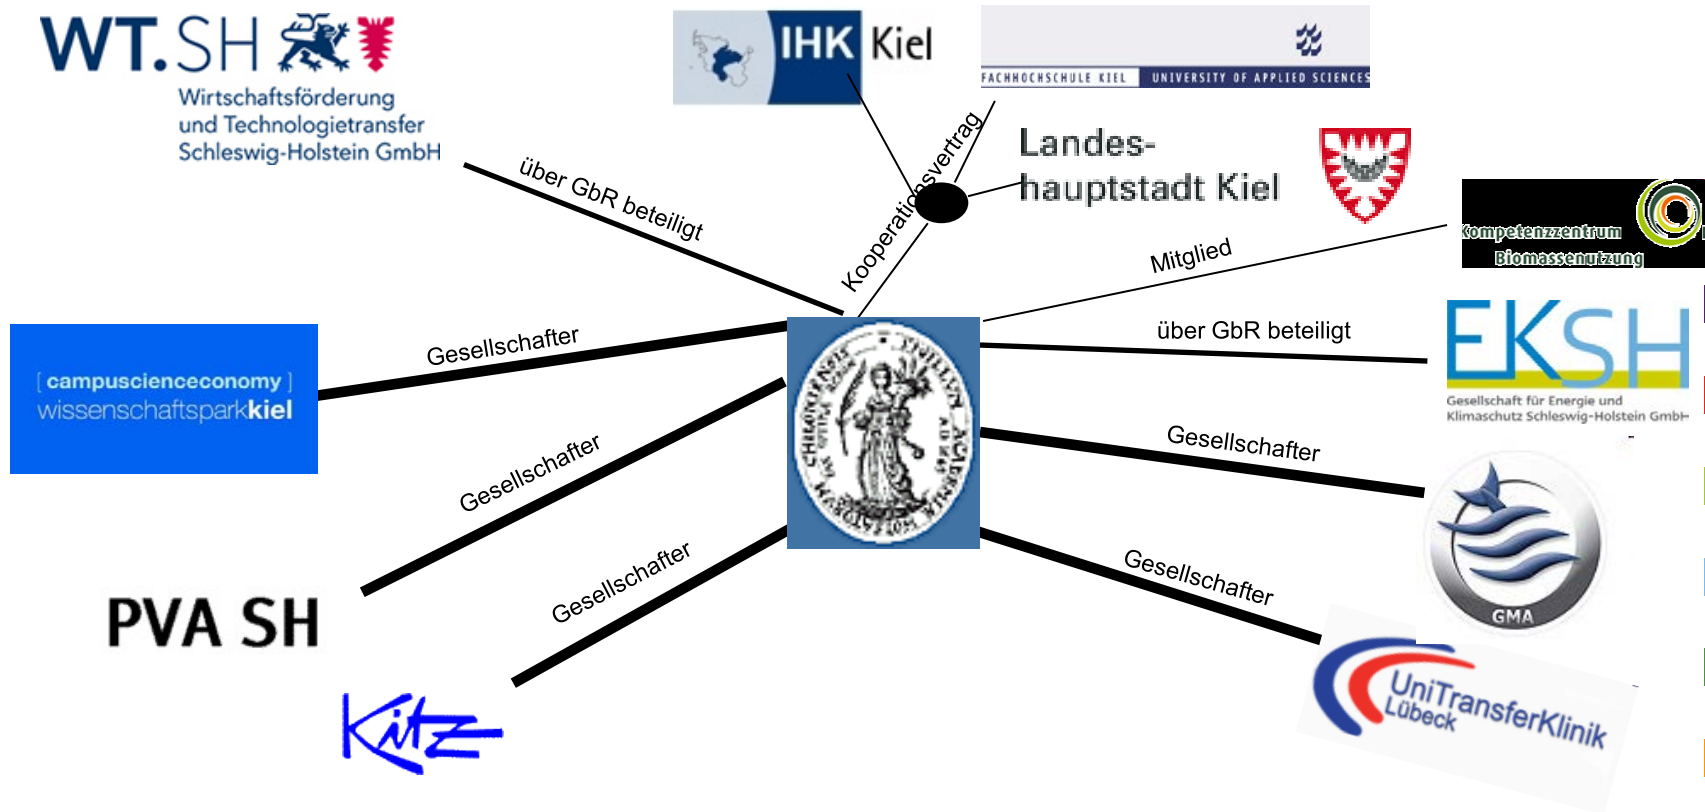 WT.SH
Wirtschaftsförderung
und Technologietransfer
Schleswig-Holstein GmbH
IHK Kiel
FACHHOCHSCHULE KIEL UNIVERSITY OF APPLIED SCIENCES
Landes-
hauptstadt Kiel
Kooperationsvertrag
über GbR beteiligt
Mitglied
Kompetenzzentrum
Biomassenutzung
Gesellschafter
[campuscienceconomy]
wissenschaftsparkkiel
über GbR beteiligt
EKSH
Gesellschaft für Energie und
Klimaschutz Schleswig-Holstein GmbH
Gesellschafter
Gesellschafter
GMA
PVA SH
Gesellschafter
Gesellschafter
Kitz
UniTransferKlinik
Lübeck